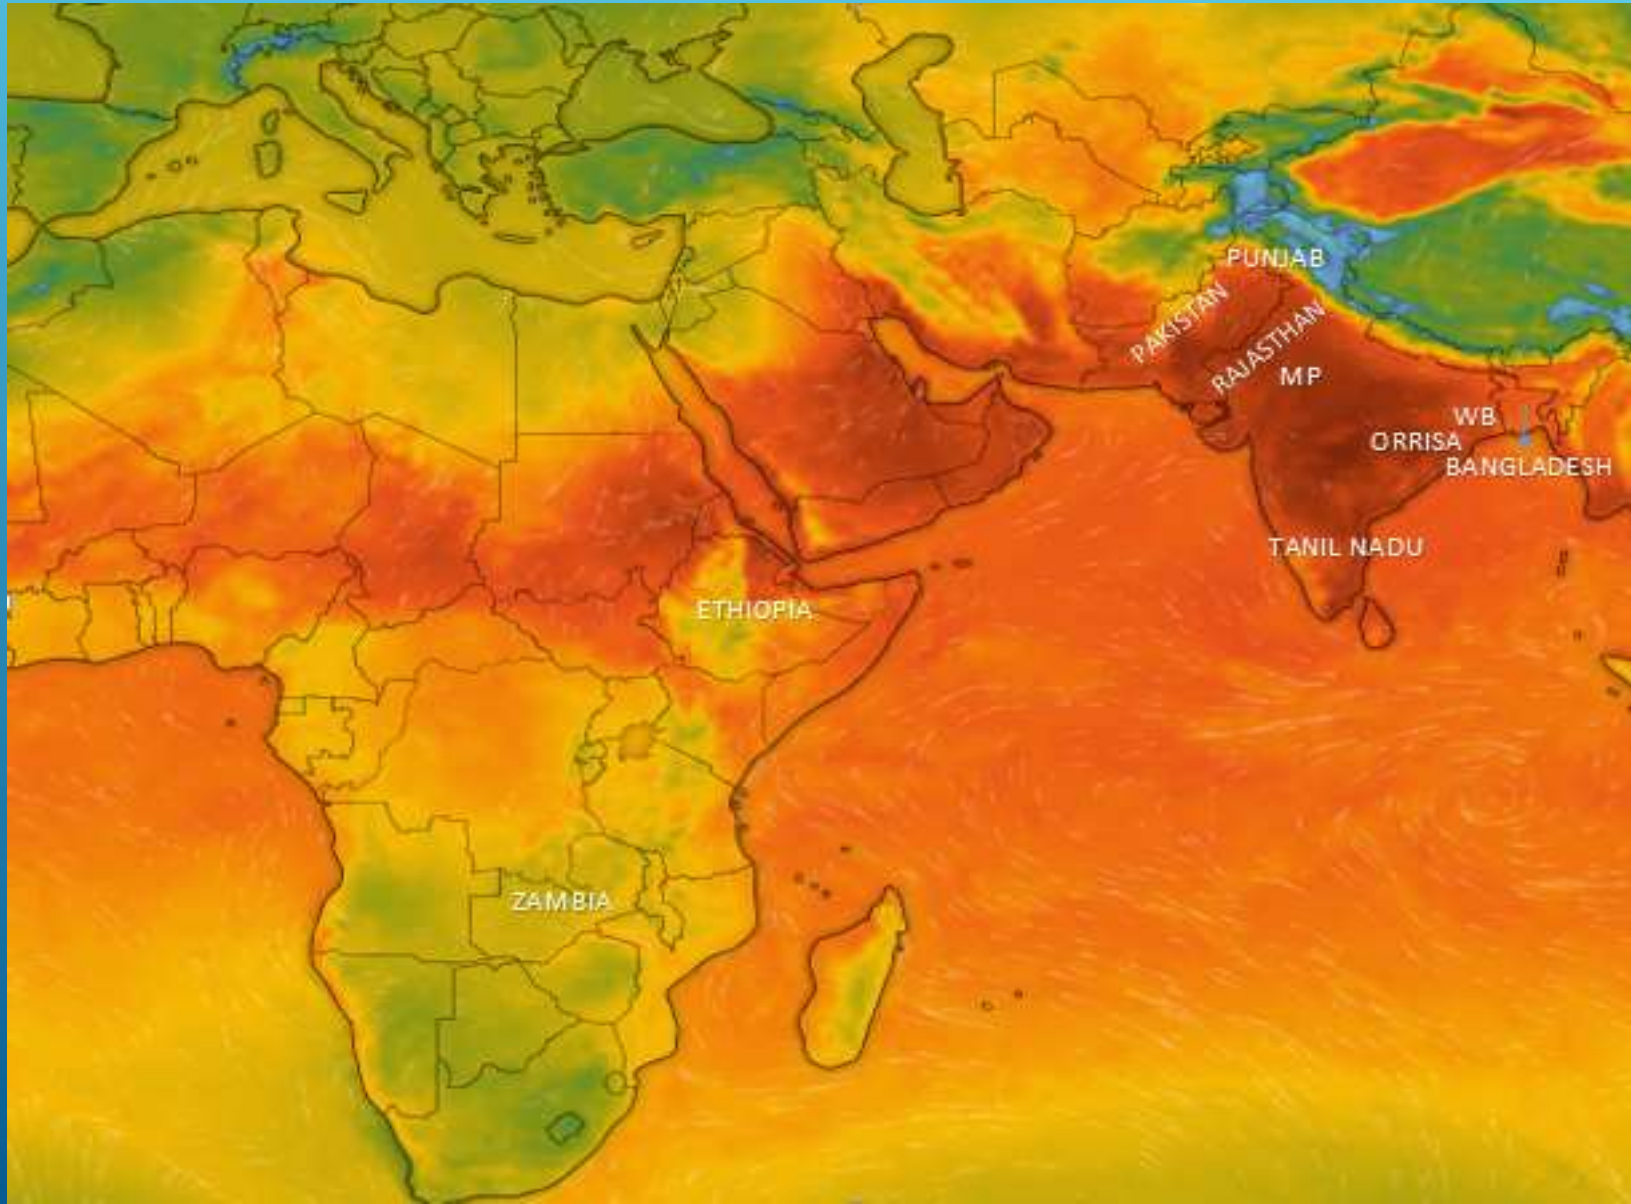 PUNJAB
PAKISTAN
RAJASTHAN
MP
WB
ORRISA
BANGLADESH
TANIL NADU
ETHIOPIA
ZAMBIA